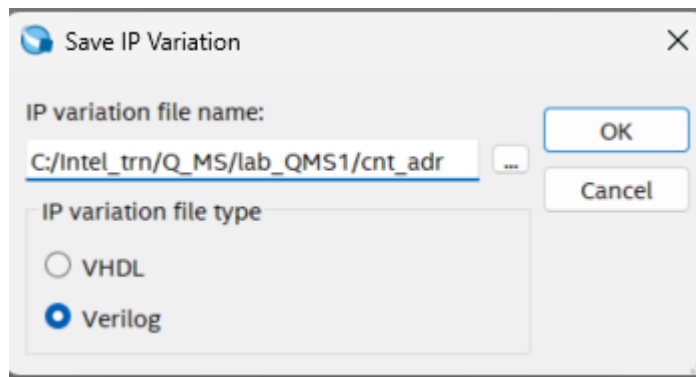 Save IP Variation
IP variation file name:
C:/Intel_trn/Q_MS/lab_QMS1/cnt_adr
...
OK
Cancel
IP variation file type
VHDL
Verilog